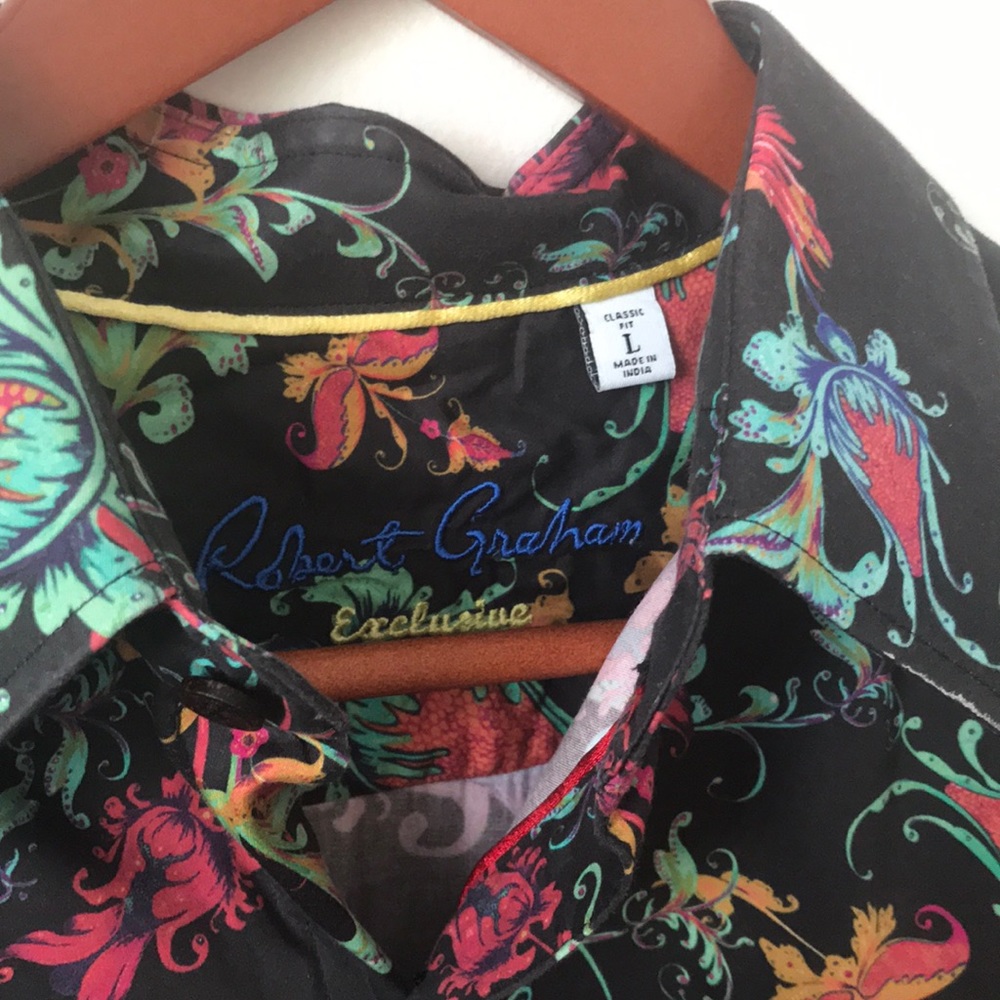 CLASSIC
FIT
L
MADE IN
INDIA
Robert Graham
Exclusive